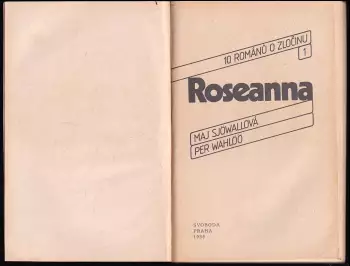 10 ROMÁNŮ O ZLOČINU
1
Roseanna
MAJ SJÖWALLOVÁ
PER WAHLÖÖ
SVOBODA
PRAHA